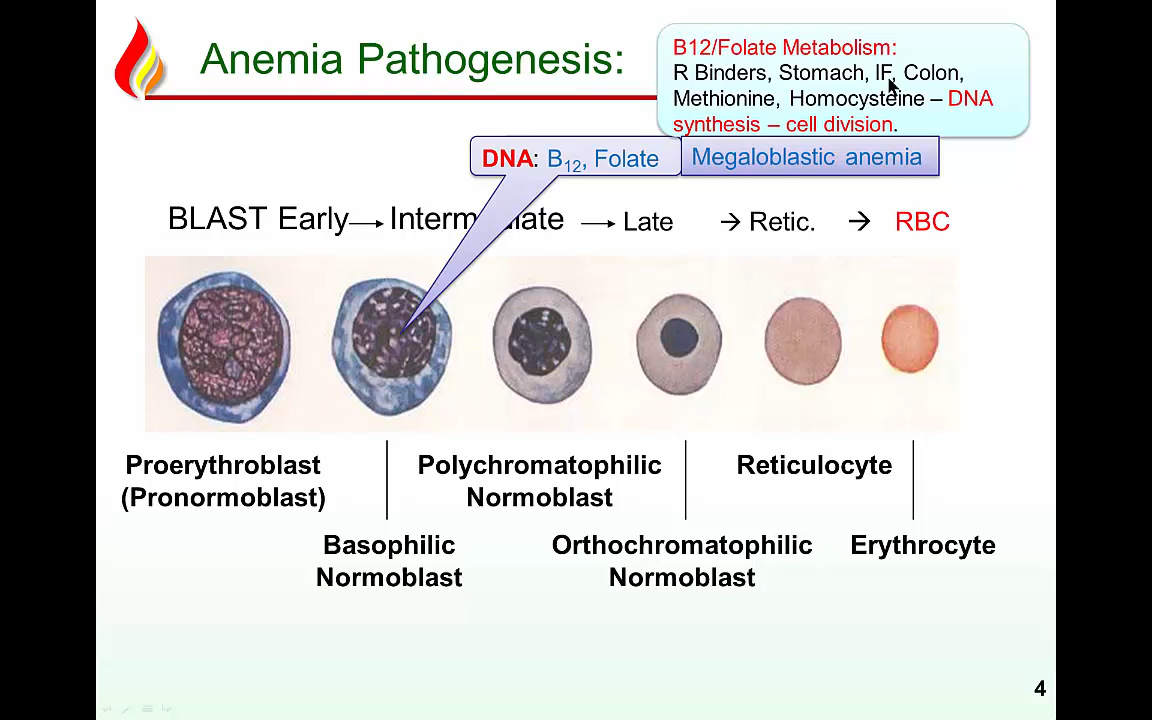 Anemia Pathogenesis:
B12/Folate Metabolism:
R Binders, Stomach, IF, Colon,
Methionine, Homocysteine – DNA
synthesis – cell division.
DNA: B12, Folate
Megaloblastic anemia
BLAST Early → Intermediate → Late → Retic. → RBC
Proerythroblast
(Pronormoblast)
Polychromatophilic
Normoblast
Reticulocyte
Basophilic
Normoblast
Orthochromatophilic
Normoblast
Erythrocyte
4